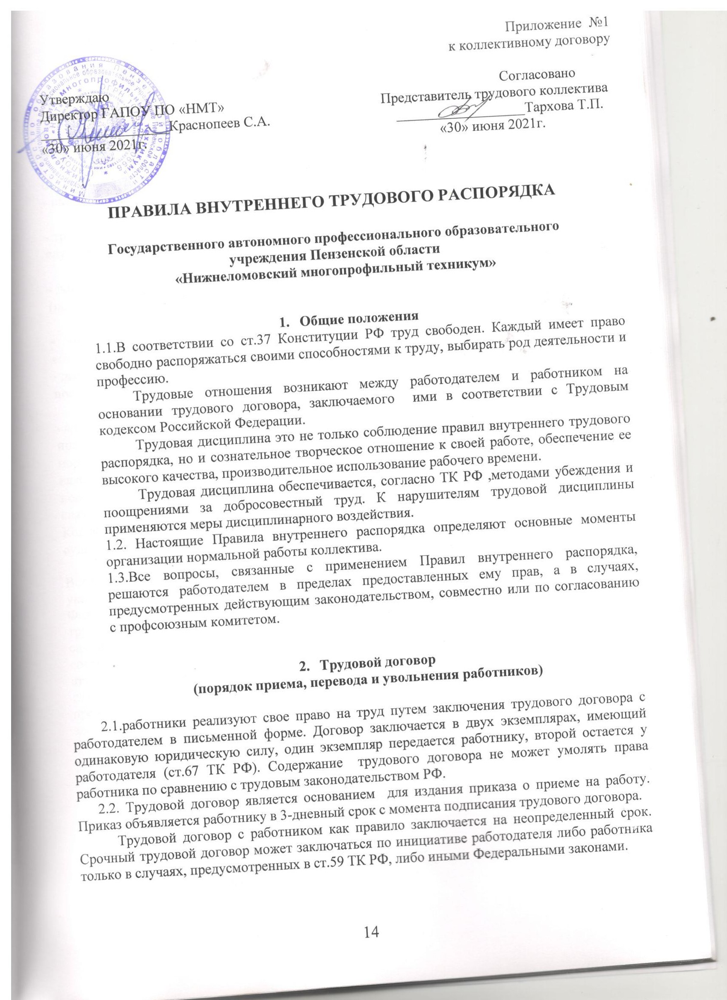 Приложение №1
к коллективному договору
Согласовано
Представитель трудового коллектива
Тархова Т.П.
«30» июня 2021г.
Утверждаю
Директор ГАПОУ ПО «НМТ»
Краснопеев С.А.
«30» июня 2021г.
ПРАВИЛА ВНУТРЕННЕГО ТРУДОВОГО РАСПОРЯДКА
Государственного автономного профессионального образовательного
учреждения Пензенской области
«Нижнеломовский многопрофильный техникум»
1. Общие положения
1.1.В соответствии со ст.37 Конституции РФ труд свободен. Каждый имеет право
свободно распоряжаться своими способностями к труду, выбирать род деятельности и
профессию.
Трудовые отношения возникают между работодателем и работником на
основании трудового договора, заключаемого ими в соответствии с Трудовым
кодексом Российской Федерации.
Трудовая дисциплина это не только соблюдение правил внутреннего трудового
распорядка, но и сознательное творческое отношение к своей работе, обеспечение ее
высокого качества, производительное использование рабочего времени.
Трудовая дисциплина обеспечивается, согласно ТК РФ ,методами убеждения и
поощрениями за добросовестный труд. К нарушителям трудовой дисциплины
применяются меры дисциплинарного воздействия.
1.2. Настоящие Правила внутреннего распорядка определяют основные моменты
организации нормальной работы коллектива.
1.3.Все вопросы, связанные с применением Правил внутреннего распорядка,
решаются работодателем в пределах предоставленных ему прав, а в случаях,
предусмотренных действующим законодательством, совместно или по согласованию
с профсоюзным комитетом.
2. Трудовой договор
(порядок приема, перевода и увольнения работников)
2.1.работники реализуют свое право на труд путем заключения трудового договора с
работодателем в письменной форме. Договор заключается в двух экземплярах, имеющий
одинаковую юридическую силу, один экземпляр передается работнику, второй остается у
работодателя (ст.67 ТК РФ). Содержание трудового договора не может умолять права
работника по сравнению с трудовым законодательством РФ.
2.2. Трудовой договор является основанием для издания приказа о приеме на работу.
Приказ объявляется работнику в 3-дневный срок с момента подписания трудового договора.
Трудовой договор с работником как правило заключается на неопределенный срок.
Срочный трудовой договор может заключаться по инициативе работодателя либо работника
только в случаях, предусмотренных в ст.59 ТК РФ, либо иными Федеральными законами.
14